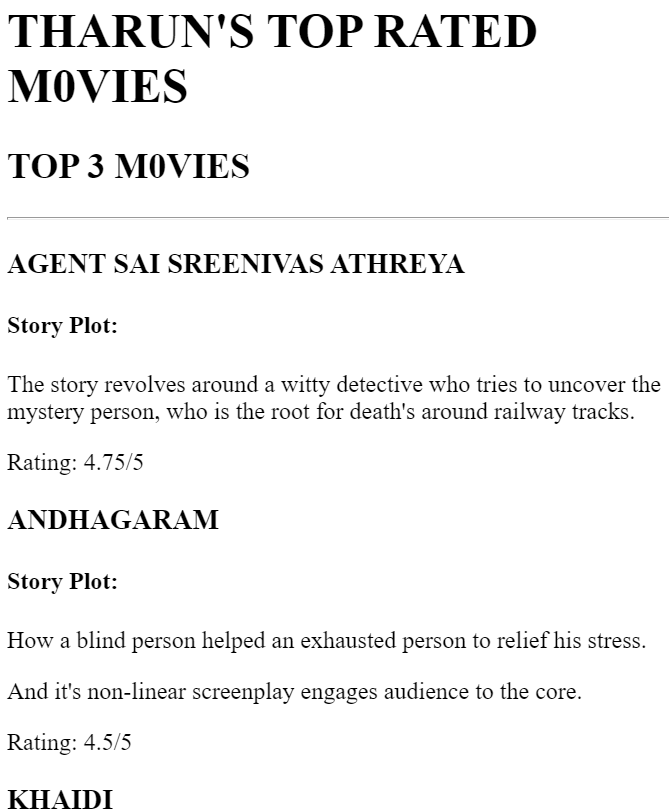 THARUN'S TOP RATED
M0VIES
TOP 3 M0VIES
AGENT SAI SREENIVAS ATHREYA
Story Plot:
The story revolves around a witty detective who tries to uncover the
mystery person, who is the root for death's around railway tracks.
Rating: 4.75/5
ANDHAGARAM
Story Plot:
How a blind person helped an exhausted person to relief his stress.
And it's non-linear screenplay engages audience to the core.
Rating: 4.5/5
KHAIDI